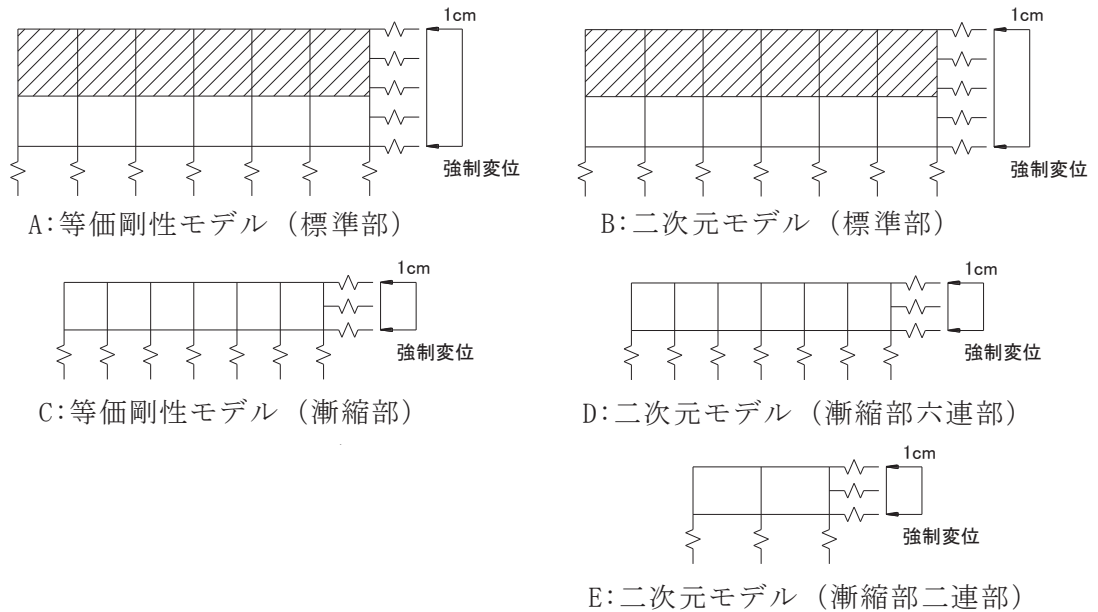 1cm
強制変位
A:等価剛性モデル（標準部）
1cm
強制変位
B:二次元モデル（標準部）
1cm
強制変位
C:等価剛性モデル（漸縮部）
1cm
強制変位
D:二次元モデル（漸縮部六連部）
1cm
強制変位
E:二次元モデル（漸縮部二連部）